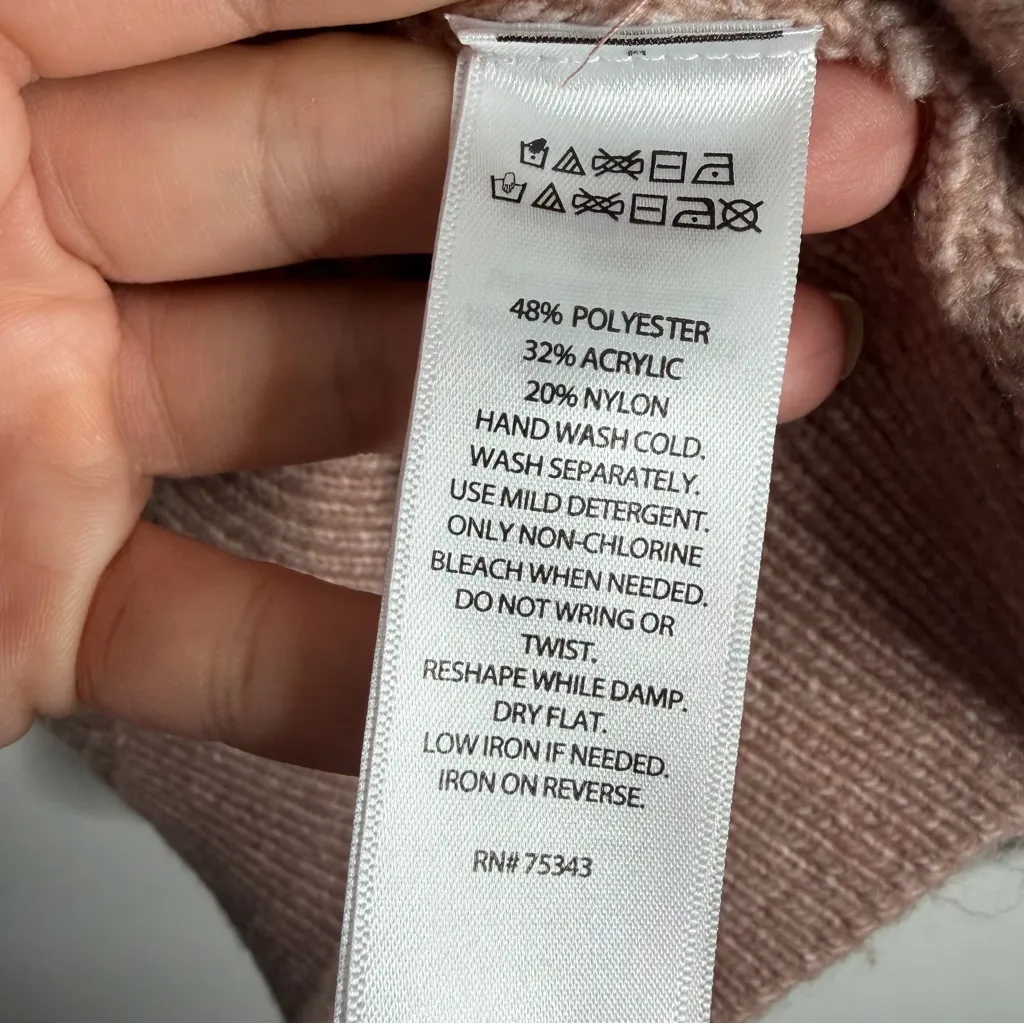 48% POLYESTER
32% ACRYLIC
20% NYLON
HAND WASH COLD.
WASH SEPARATELY.
USE MILD DETERGENT.
ONLY NON-CHLORINE
BLEACH WHEN NEEDED.
DO NOT WRING OR
TWIST.
RESHAPE WHILE DAMP.
DRY FLAT.
LOW IRON IF NEEDED.
IRON ON REVERSE.
RN# 75343